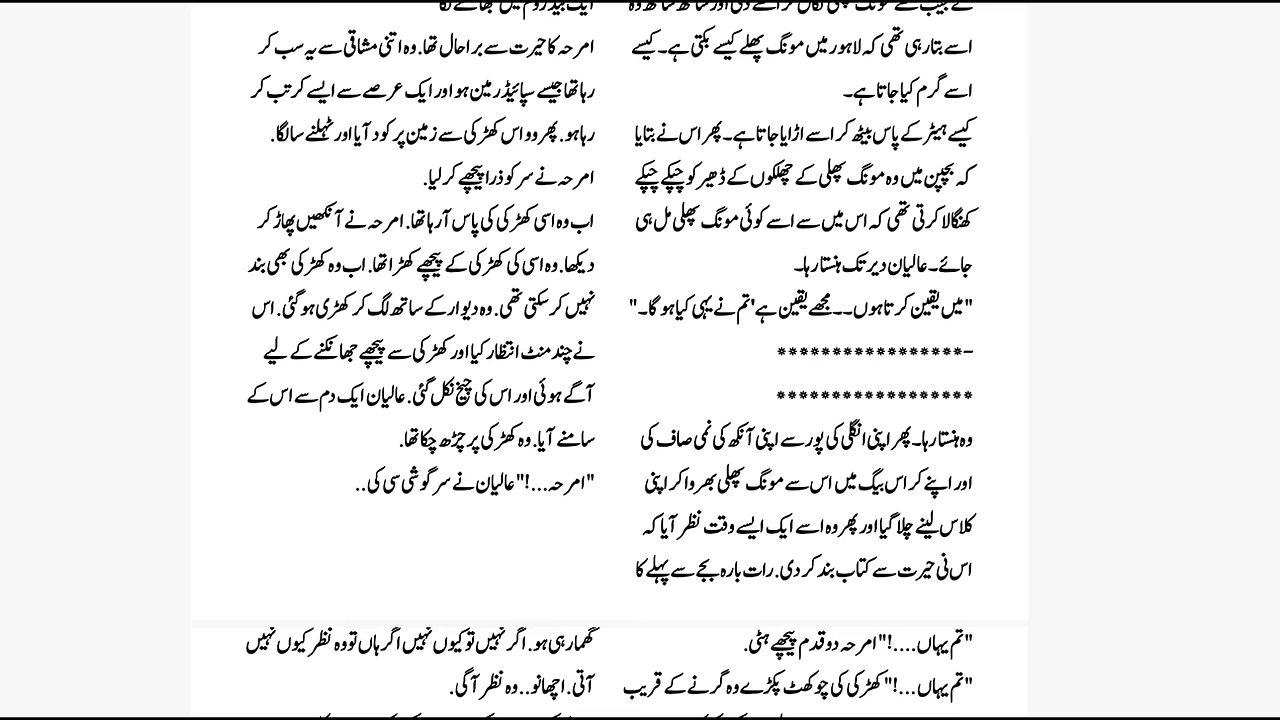 اسے بتا رہی تھی کہ لاہور میں مونگ پھلے کیسے بکتی ہے۔ کیسے
اسے گرم کیا جاتا ہے۔
کیسے ہیٹر کے پاس بیٹھ کر اسے اڑایا جاتا ہے۔ پھر اس نے بتایا
کہ بچپن میں وہ مونگ پھلی کے چھلکوں کے ڈھیر کو چپکے چپکے
کھنگالا کرتی تھی کہ اس میں سے اسے کوئی مونگ پھلی مل ہی
جائے۔ عالیان دیر تک ہنستا رہا۔
"میں یقین کرتا ہوں۔۔۔ مجھے یقین ہے' تم نے یہی کیا ہو گا۔"
_*****************
******************
وہ ہنستا رہا۔ پھر اپنی انگلی کی پور سے اپنی آنکھ کی نمی صاف کی
اور اپنے کر اس بیگ میں اس سے مونگ پھلی بھروا کر اپنی
کلاس لینے چلا گیا اور پھر وہ اسے ایک ایسے وقت نظر آیا کہ
اس نی حیرت سے کتاب بند کر دی. رات بارہ بجے سے پہلے کا
ایک بیڈ روم میں جھانکنے لگا
امرحہ کا حیرت سے برا حال تھا. وہ اتنی مشاقی سے یہ سب کر
رہا تھا جیسے سپائیڈر مین ہو اور ایک عرصے سے ایسے کرتب کر
رہا ہو. پھر وو اس کھڑکی سے زمین پر کود آیا اور ٹہلنے سا لگا.
امرحہ نے سر کو ذرا پیچھے کر لیا.
اب وہ اسی کھڑکی کی پاس آ رہا تھا. امرحہ نے آنکھیں پھاڑ کر
دیکھا. وہ اسی کی کھڑکی کے پیچھے کھڑا تھا. اب وہ کھڑکی بھی بند
نہیں کر سکتی تھی. وہ دیوار کے ساتھ لگ کر کھڑی ہو گئی. اس
نے چند منٹ انتظار کیا اور کھڑکی سے پیچھے جھانکنے کے لیے
آگے ہوئی اور اس کی چیخ نکل گئی. عالیان ایک دم سے اس کے
سامنے آیا. وہ کھڑکی پر چڑھ چکا تھا.
"امرحہ...!" عالیان نے سرگوشی سی کی..
"تم یہاں....!" امرحہ دو قدم پیچھے ہٹی.
"تم یہاں...!" کھڑکی کی چوکھٹ پکڑے وہ گرنے کے قریب
گھما رہی ہو. اگر نہیں تو کیوں نہیں اگر ہاں تو وہ نظر کیوں نہیں
آتی. اچھا نو.. وہ نظر آگی.